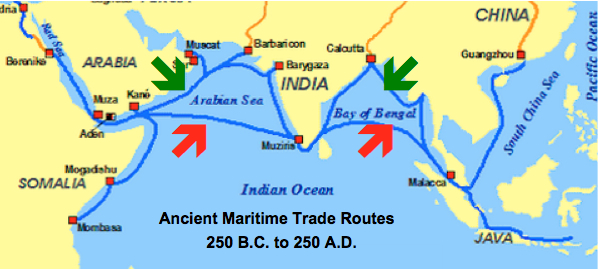 CHINA
Pacific Ocean
Red Sea
Muscat
Barbaricon
Calcutta
Guangzhou
Berenike
ARABIA
Barygaza
INDIA
Muza
Kané
Arabian Sea
Bay of Bengal
South China Sea
Aden
Muziris
Mogadishu
Malacca
SOMALIA
Indian Ocean
Mombasa
JAVA
Ancient Maritime Trade Routes
250 B.C. to 250 A.D.